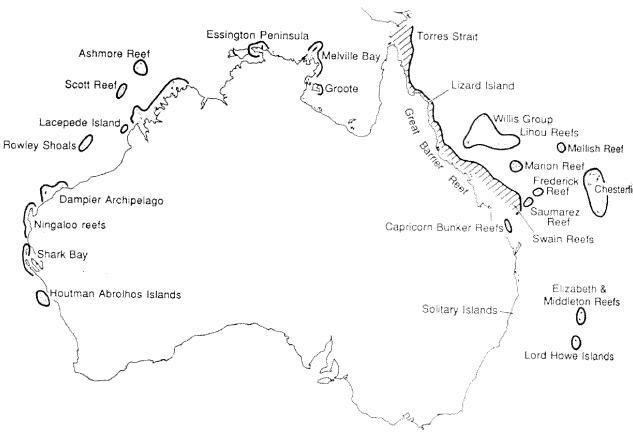 Essington Peninsula
Torres Strait
Ashmore Reef
Melville Bay
Scott Reef
Groote
Lizard Island
Lacepede Island
Willis Group
Lihou Reefs
Rowley Shoals
Great Barrier Reef
Mellish Reef
Marion Reef
Frederick
Reef
Chesterfi
Dampier Archipelago
Saumarez
Reef
Ningaloo reefs
Capricorn Bunker Reefs
Swain Reefs
Shark Bay
Houtman Abrolhos Islands
Elizabeth &
Middleton Reefs
Solitary Islands
Lord Howe Islands